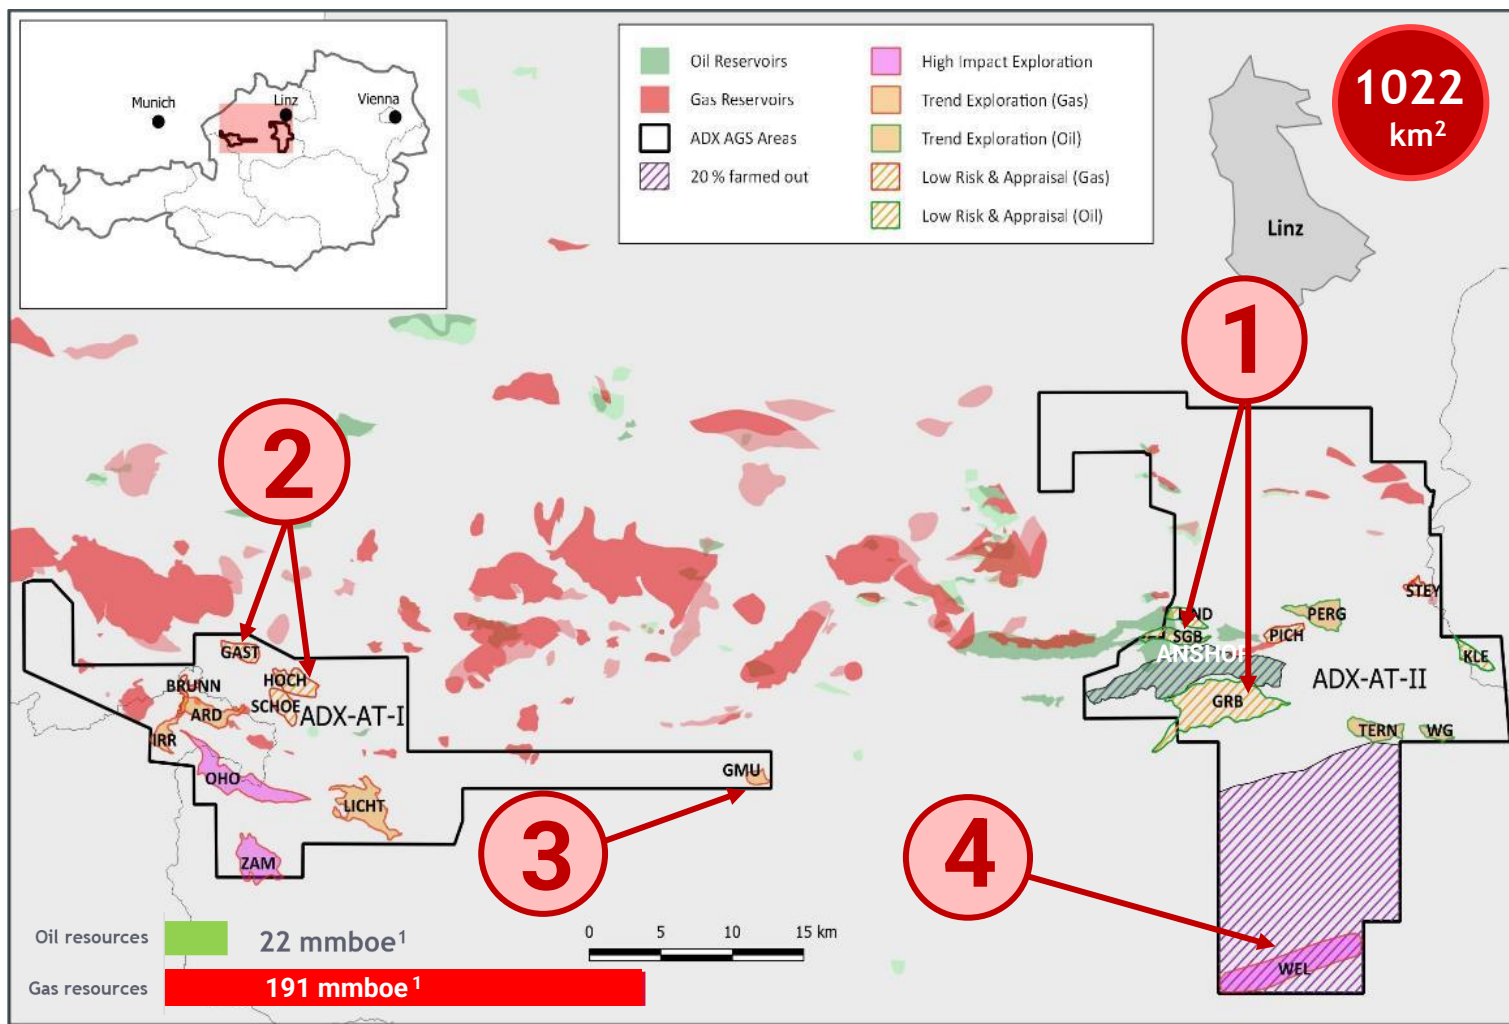 Munich
Linz
Vienna
Oil Reservoirs
Gas Reservoirs
ADX AGS Areas
20 % farmed out
High Impact Exploration
Trend Exploration (Gas)
Trend Exploration (Oil)
Low Risk & Appraisal (Gas)
Low Risk & Appraisal (Oil)
1022
km²
Linz
1
2
STEY
PERG
PICH
SGB
ANSHOF
KLE
GAST
HOCH
BRUNN
SCHOE
ARD
ADX-AT-I
ADX-AT-II
GRB
IRR
TERN
WG
OHO
GMU
LICHT
3
4
ZAM
Oil resources
22 mmboe¹
Gas resources
191 mmboe¹
0 5 10 15 km
WEL